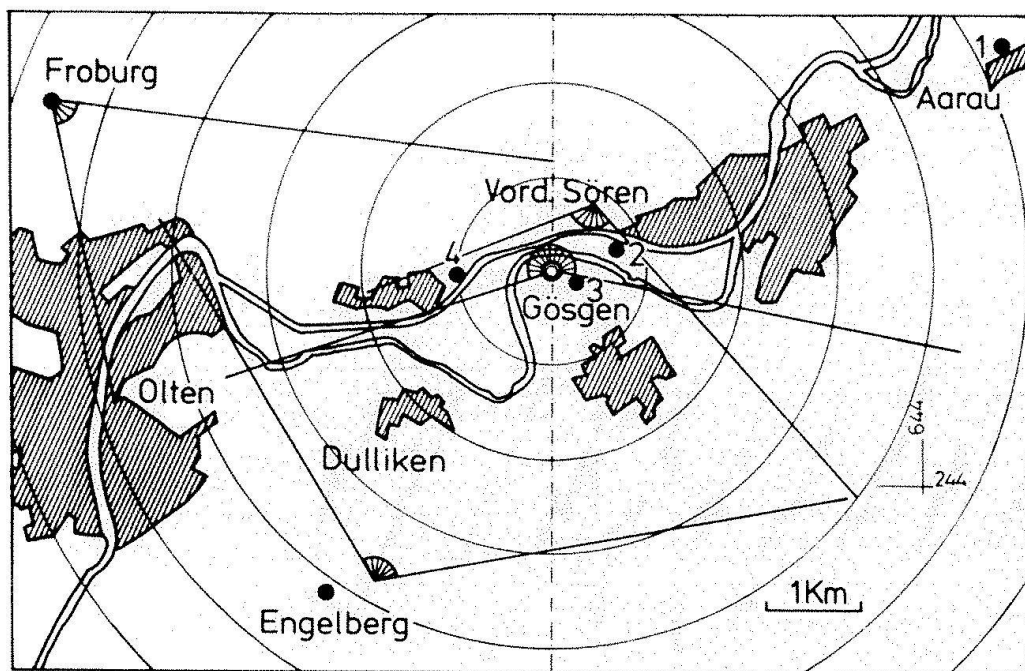 Froburg
1
Aarau
Vord. Sören
4
2
3
Gösgen
Olten
Dulliken
644
244
1Km
Engelberg